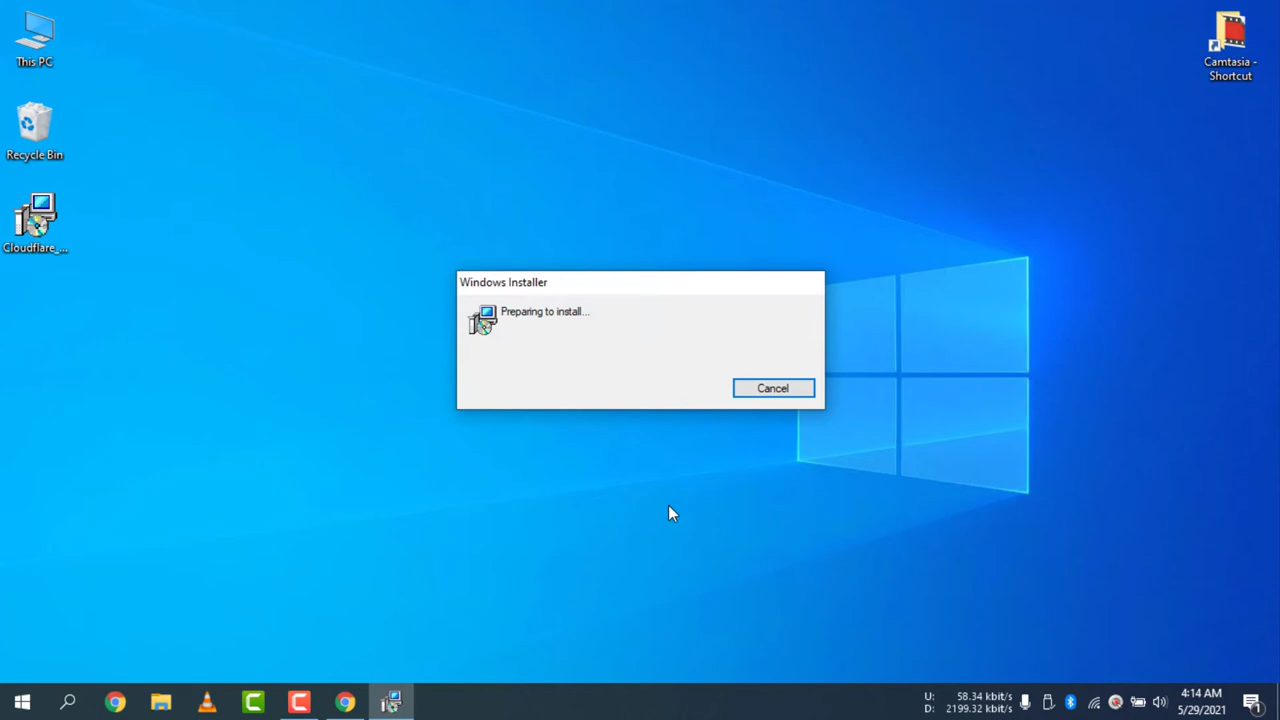 This PC
Recycle Bin
Cloudflare_...
Camtasia -
Shortcut
Windows Installer
Preparing to install...
Cancel
U: 58.34 kbit/s
D: 2199.32 kbit/s
4:14 AM
5/29/2021
1